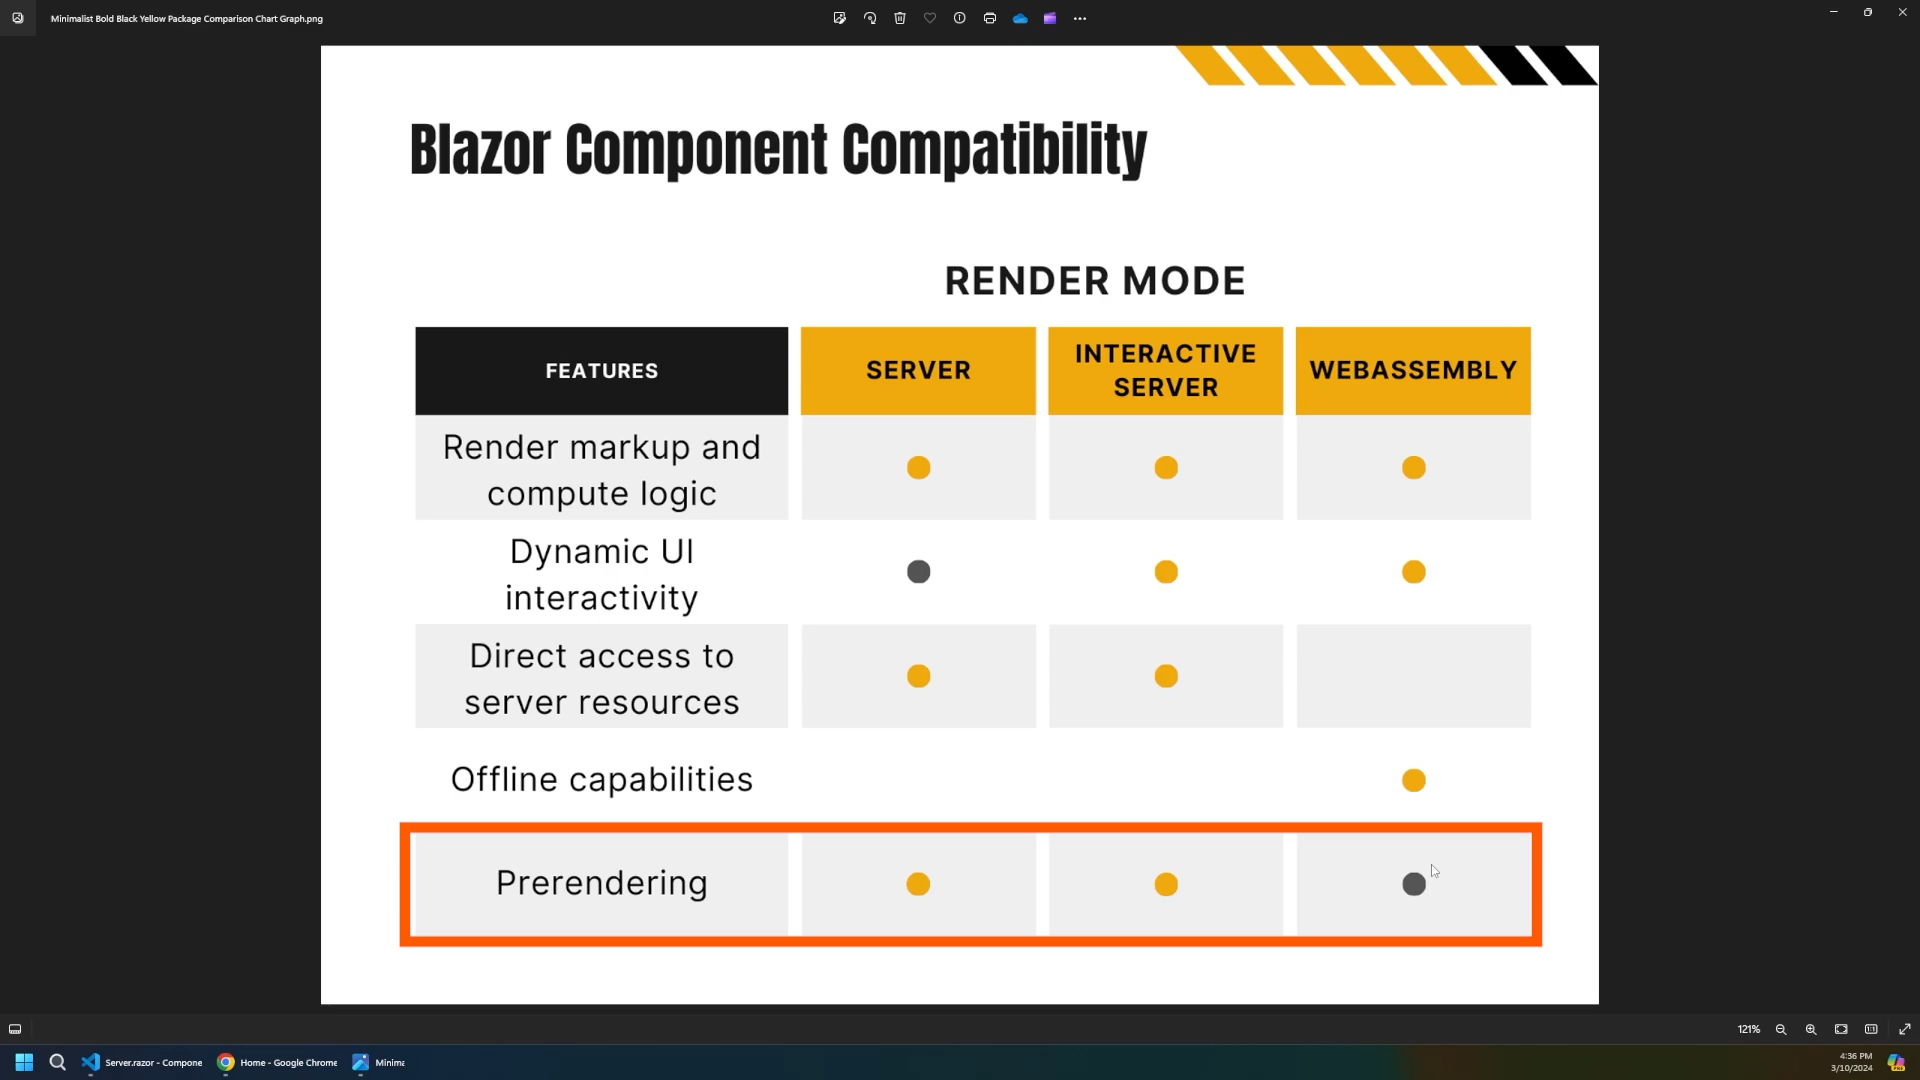 Minimalist Bold Black Yellow Package Comparison Chart Graph.png
Blazor Component Compatibility
RENDER MODE
FEATURES
SERVER
INTERACTIVE
SERVER
WEBASSEMBLY
Render markup and
compute logic
Dynamic UI
interactivity
Direct access to
server resources
Offline capabilities
Prerendering
121%
Server.razor - Compone
Home - Google Chrome
Minima
4:36 PM
3/10/2024